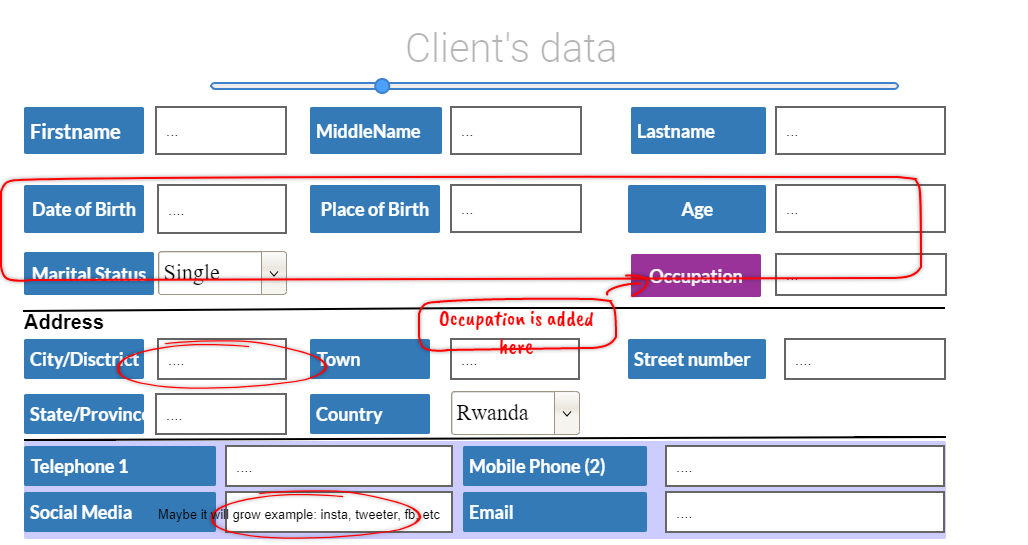 Client's data
Firstname ... MiddleName ... Lastname ...
Date of Birth .... Place of Birth ... Age ...
Marital Status Single Occupation ...
Occupation is added
here
Address
City/Disctrict .... Town .... Street number ....
State/Province ... Country Rwanda
Telephone 1 .... Mobile Phone (2) ....
Social Media Maybe it will grow example: insta, tweeter, fb, etc Email ....